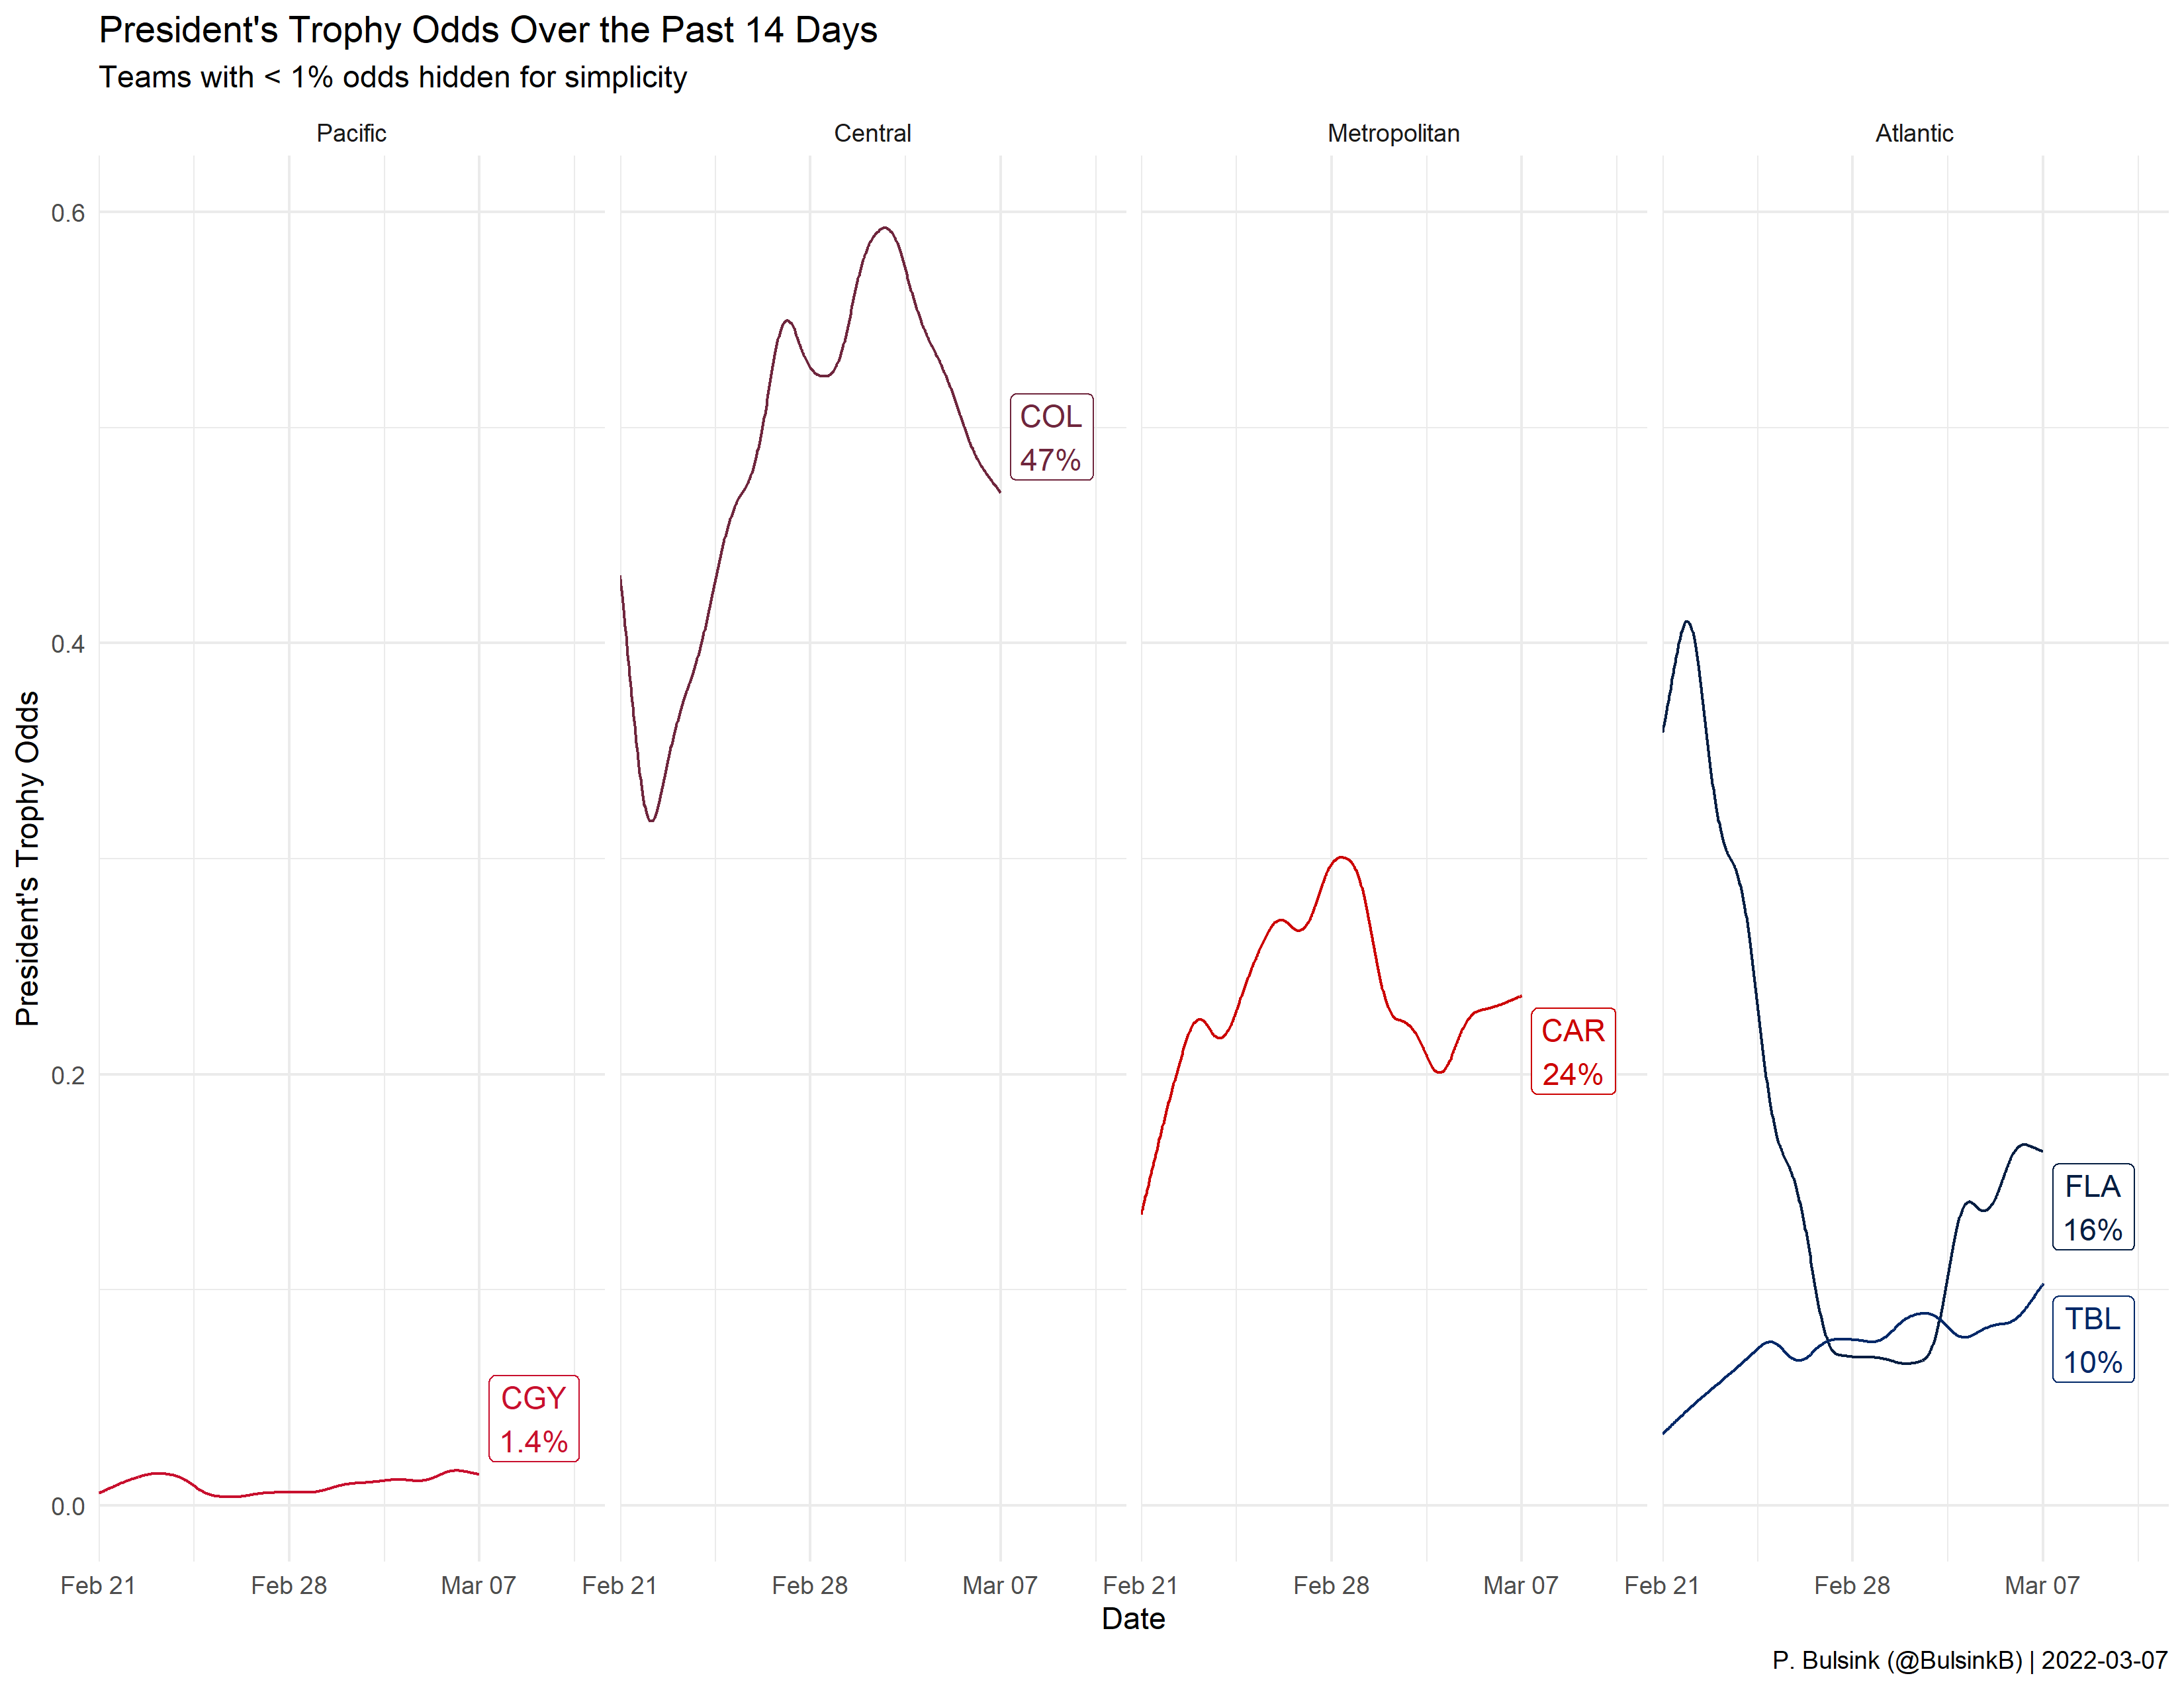 President's Trophy Odds Over the Past 14 Days
Teams with < 1% odds hidden for simplicity
Pacific
Central
Metropolitan
Atlantic
President's Trophy Odds
0.6
0.4
0.2
0.0
COL
47%
CAR
24%
FLA
16%
TBL
10%
CGY
1.4%
Feb 21
Feb 28
Mar 07
Feb 21
Feb 28
Mar 07
Feb 21
Feb 28
Mar 07
Feb 21
Feb 28
Mar 07
Date
P. Bulsink (@BulsinkB) | 2022-03-07